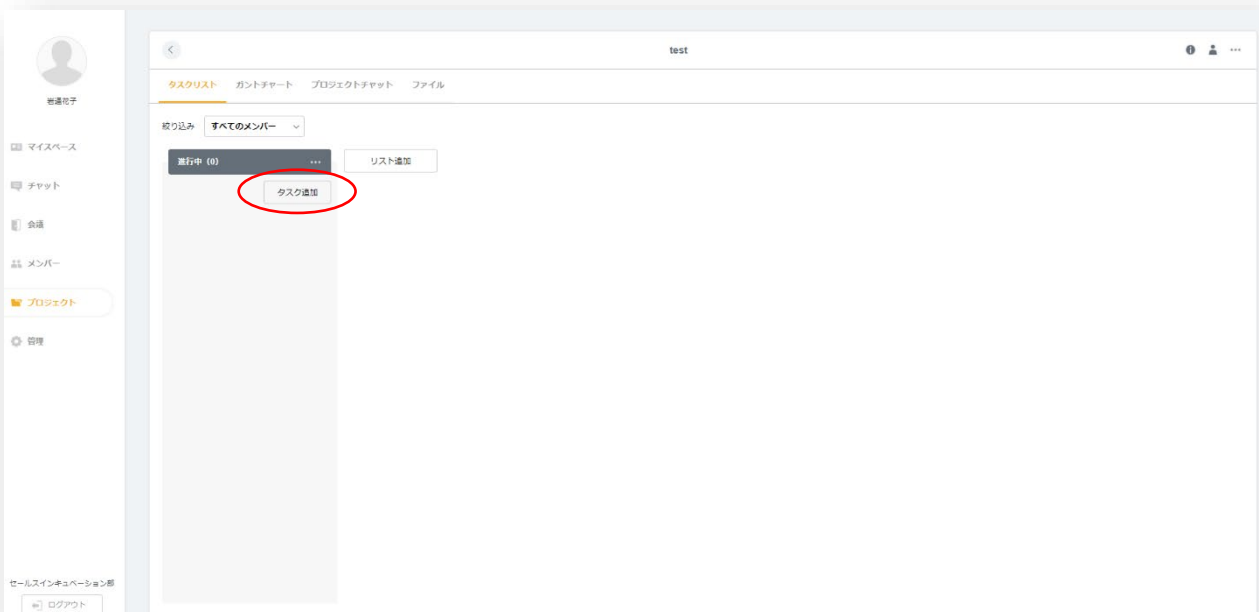 岩通花子
マイスペース
チャット
会議
メンバー
プロジェクト
管理
セールスインキュベーション部
ログアウト
test
タスクリスト ガントチャート プロジェクトチャット ファイル
絞り込み すべてのメンバー
進行中 (0) ...
リスト追加
タスク追加